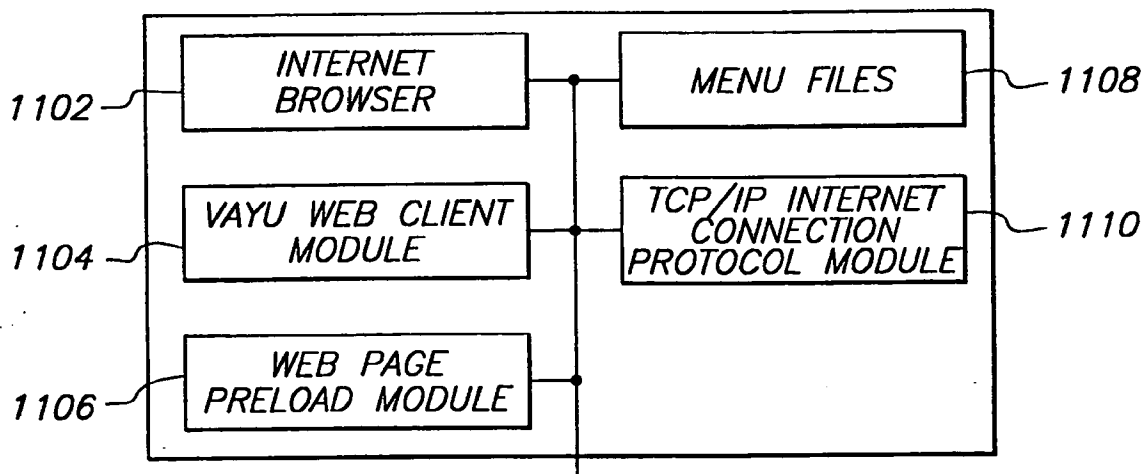 INTERNET
BROWSER
1102
MENU FILES
1108
VAYU WEB CLIENT
MODULE
1104
TCP/IP INTERNET
CONNECTION
PROTOCOL MODULE
1110
WEB PAGE
PRELOAD MODULE
1106